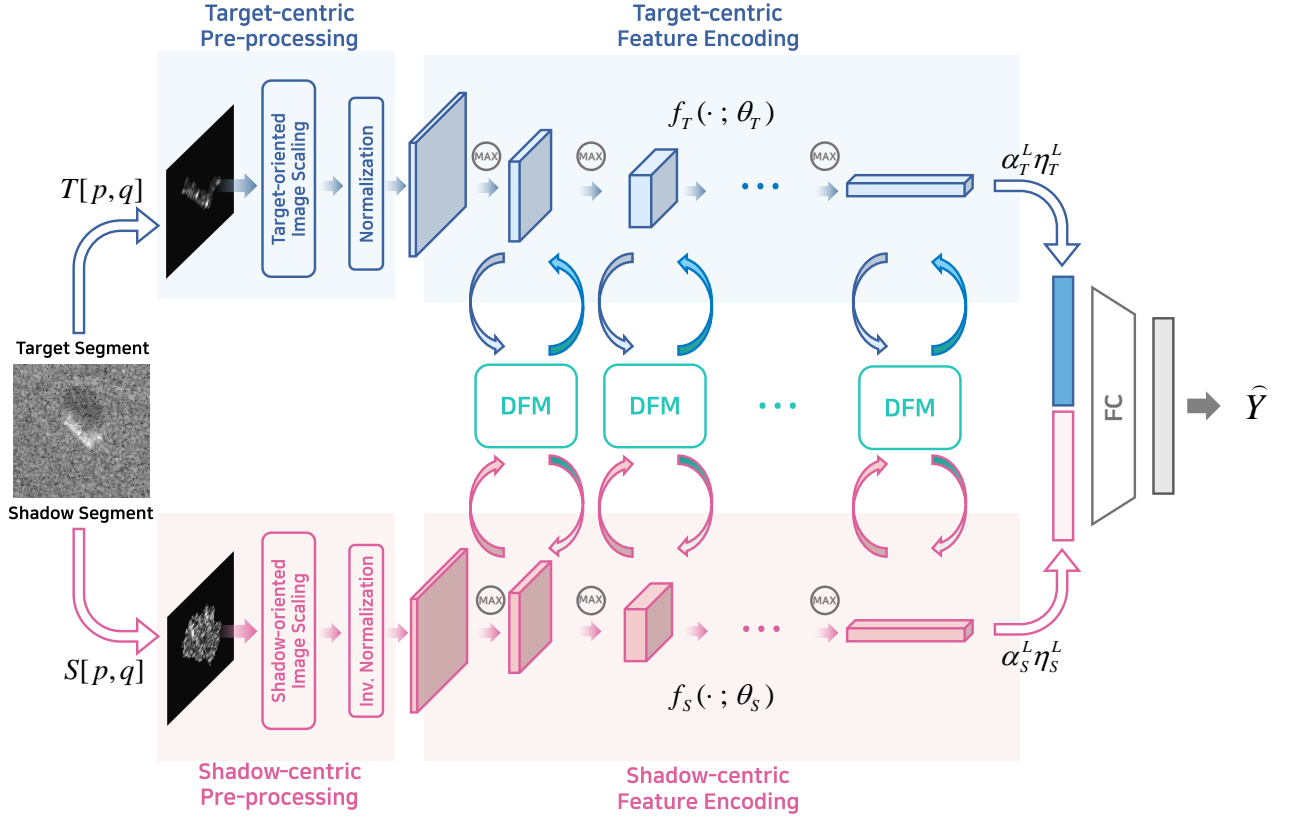 Target-centric
Pre-processing
Target-centric
Feature Encoding
T[p,q]
Target-oriented
Image Scaling
Normalization
MAX
MAX
f_T(· ; θ_T)
MAX
• • •
α_T^L η_T^L
Target Segment
DFM
DFM
• • •
DFM
FC
Ŷ
Shadow Segment
S[p,q]
Shadow-oriented
Image Scaling
Inv. Normalization
MAX
MAX
MAX
• • •
f_S(· ; θ_S)
α_S^L η_S^L
Shadow-centric
Pre-processing
Shadow-centric
Feature Encoding